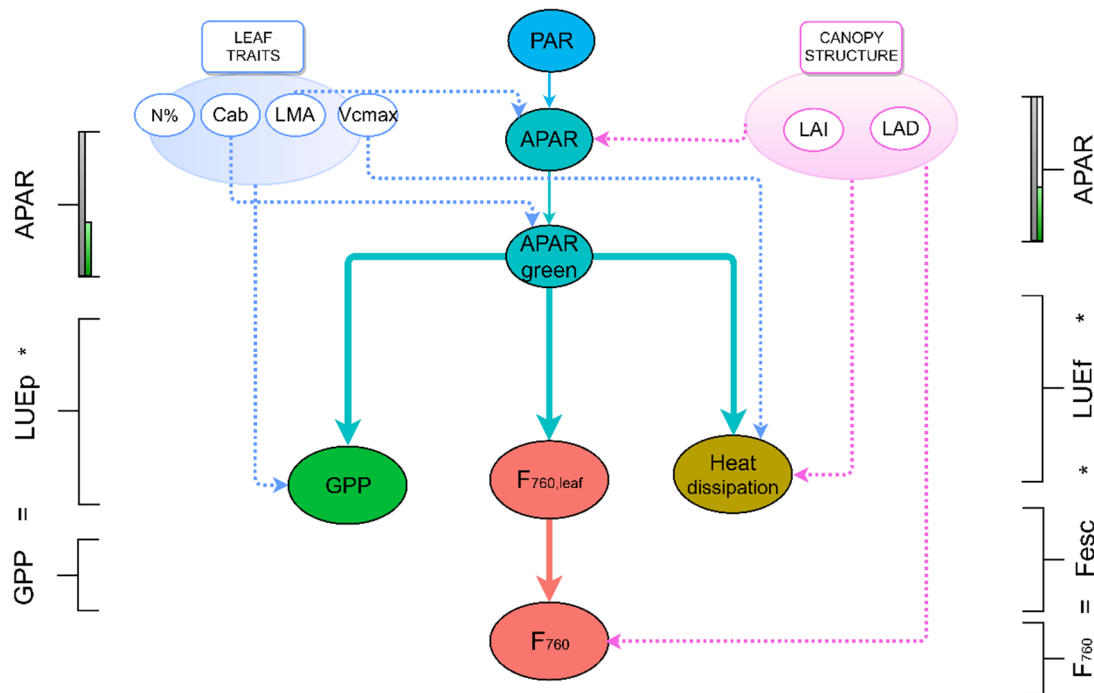 LEAF
TRAITS
PAR
CANOPY
STRUCTURE
N%
Cab
LMA
Vcmax
APAR
LAI
LAD
APAR
green
GPP
F760,leaf
Heat
dissipation
F760
GPP = LUEp * APAR
F760 = Fesc * LUEf * APAR